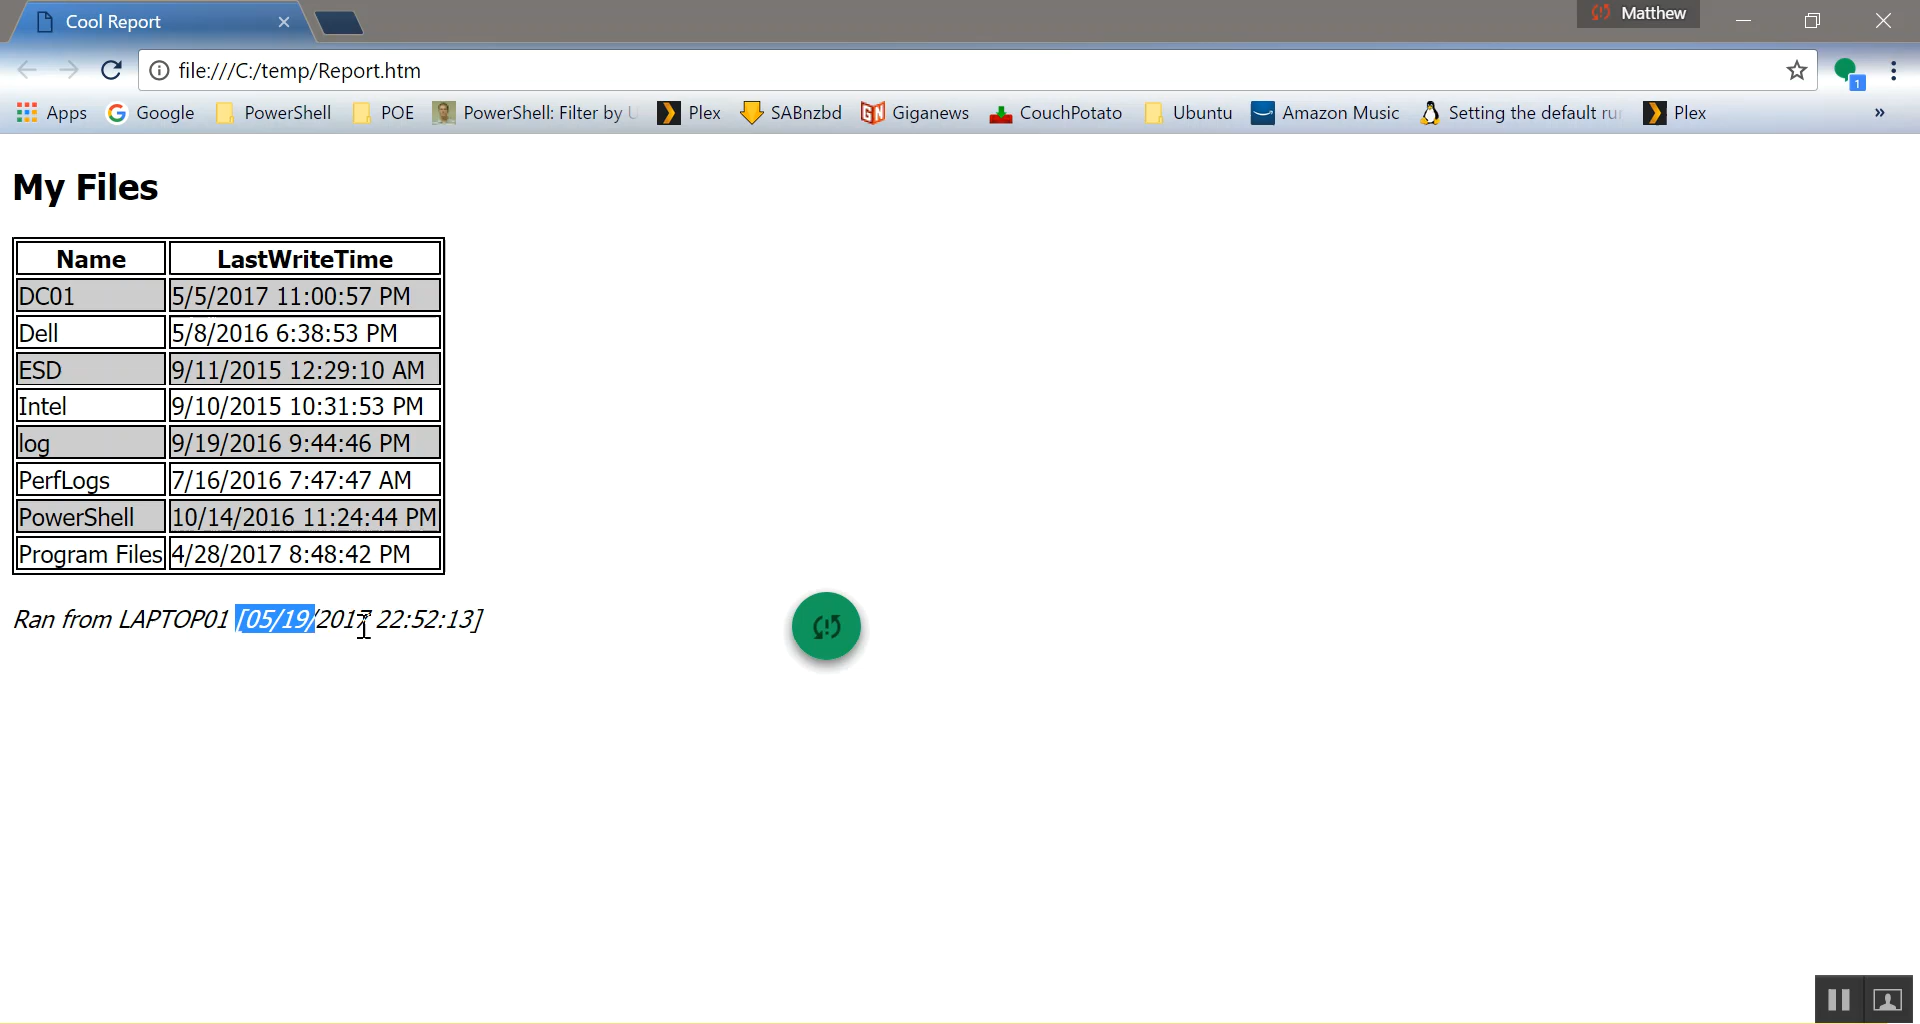 Cool Report
Matthew
file:///C:/temp/Report.htm
1
Apps Google PowerShell POE PowerShell: Filter by Plex SABnzbd GN Giganews CouchPotato Ubuntu Amazon Music Setting the default Plex »
My Files
Name LastWriteTime
DC01 5/5/2017 11:00:57 PM
Dell 5/8/2016 6:38:53 PM
ESD 9/11/2015 12:29:10 AM
Intel 9/10/2015 10:31:53 PM
log 9/19/2016 9:44:46 PM
PerfLogs 7/16/2016 7:47:47 AM
PowerShell 10/14/2016 11:24:44 PM
Program Files 4/28/2017 8:48:42 PM
Ran from LAPTOP01 [05/19/2017 22:52:13]